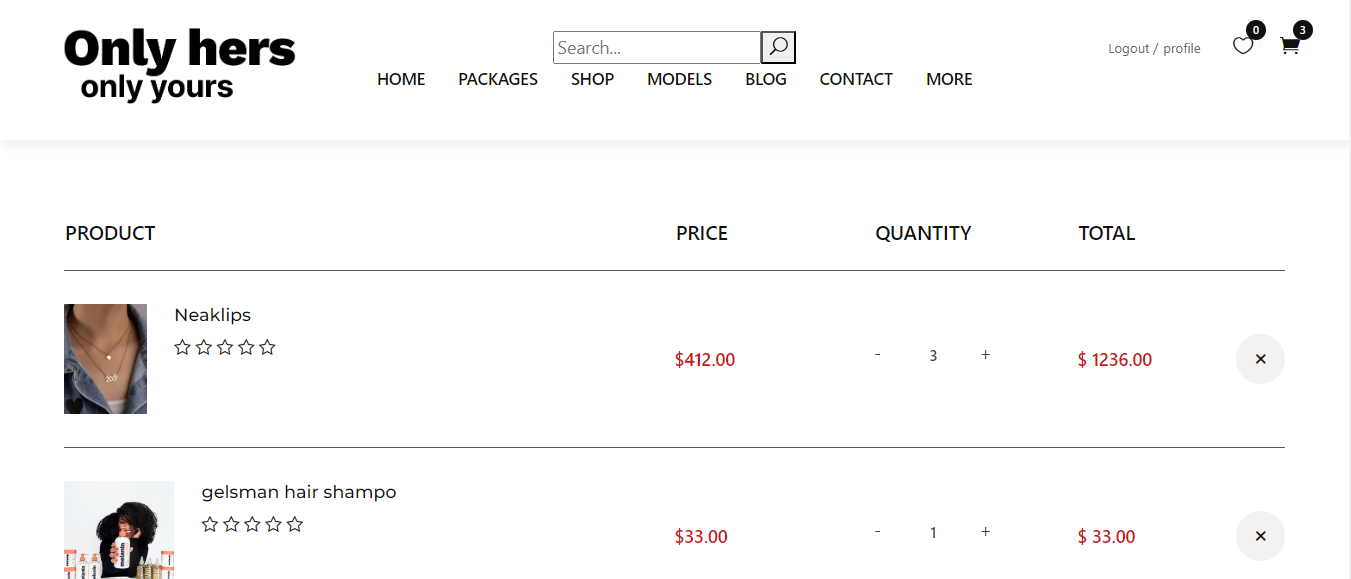 Only hers
only yours
Search...
HOME PACKAGES SHOP MODELS BLOG CONTACT MORE
Logout / profile
0
3
PRODUCT PRICE QUANTITY TOTAL
Neaklips
$412.00 - 3 + $ 1236.00 ×
gelsman hair shampo
$33.00 - 1 + $ 33.00 ×